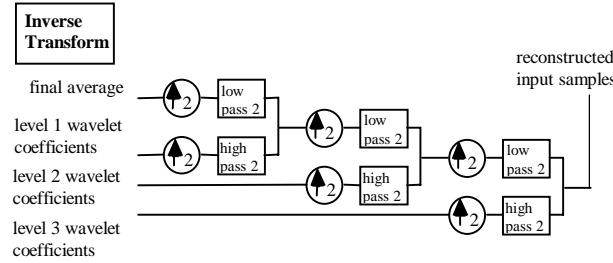 Inverse
Transform
reconstructed
input samples
final average
2
low
pass 2
level 1 wavelet
coefficients
2
high
pass 2
2
low
pass 2
level 2 wavelet
coefficients
2
high
pass 2
2
low
pass 2
level 3 wavelet
coefficients
2
high
pass 2